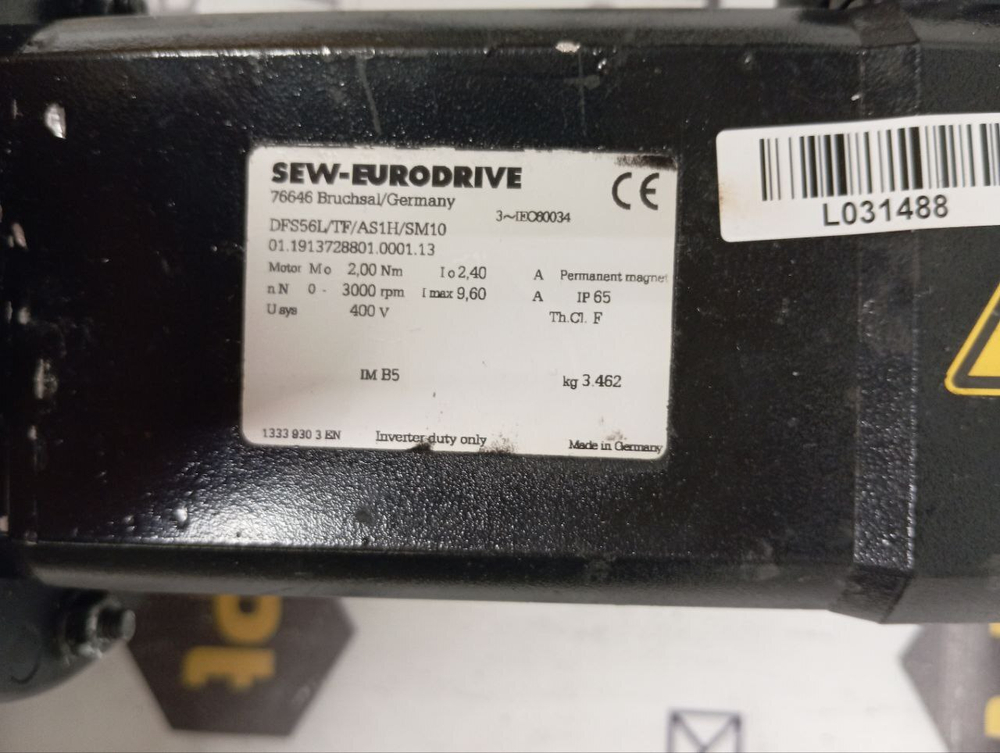 SEW-EURODRIVE
76646 Bruchsal/Germany
CE
3~IEC60034
DFS56L/TF/AS1H/SM10
01.1913728801.0001.13
Motor Mo 2,00 Nm Io 2,40 A Permanent magnet
nN 0 - 3000 rpm Imax 9,60 A IP 65
Usys 400 V Th.Cl. F
IM B5 kg 3.462
1333 930 3 EN Inverter duty only Made in Germany
L031488